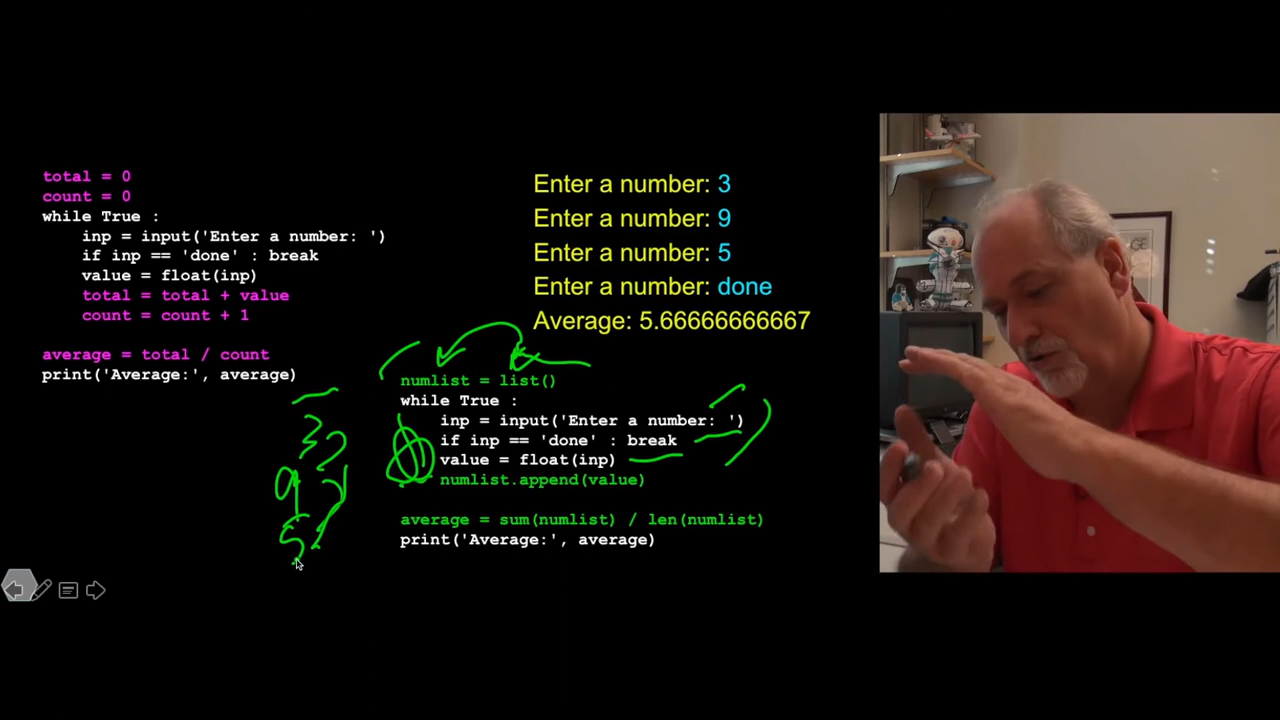 total = 0
count = 0
while True :
    inp = input('Enter a number: ')
    if inp == 'done' : break
    value = float(inp)
    total = total + value
    count = count + 1
average = total / count
print('Average:', average)
Enter a number: 3
Enter a number: 9
Enter a number: 5
Enter a number: done
Average: 5.66666666667
numlist = list()
while True :
    inp = input('Enter a number: ')
    if inp == 'done' : break
    value = float(inp)
    numlist.append(value)
average = sum(numlist) / len(numlist)
print('Average:', average)
3
9
5